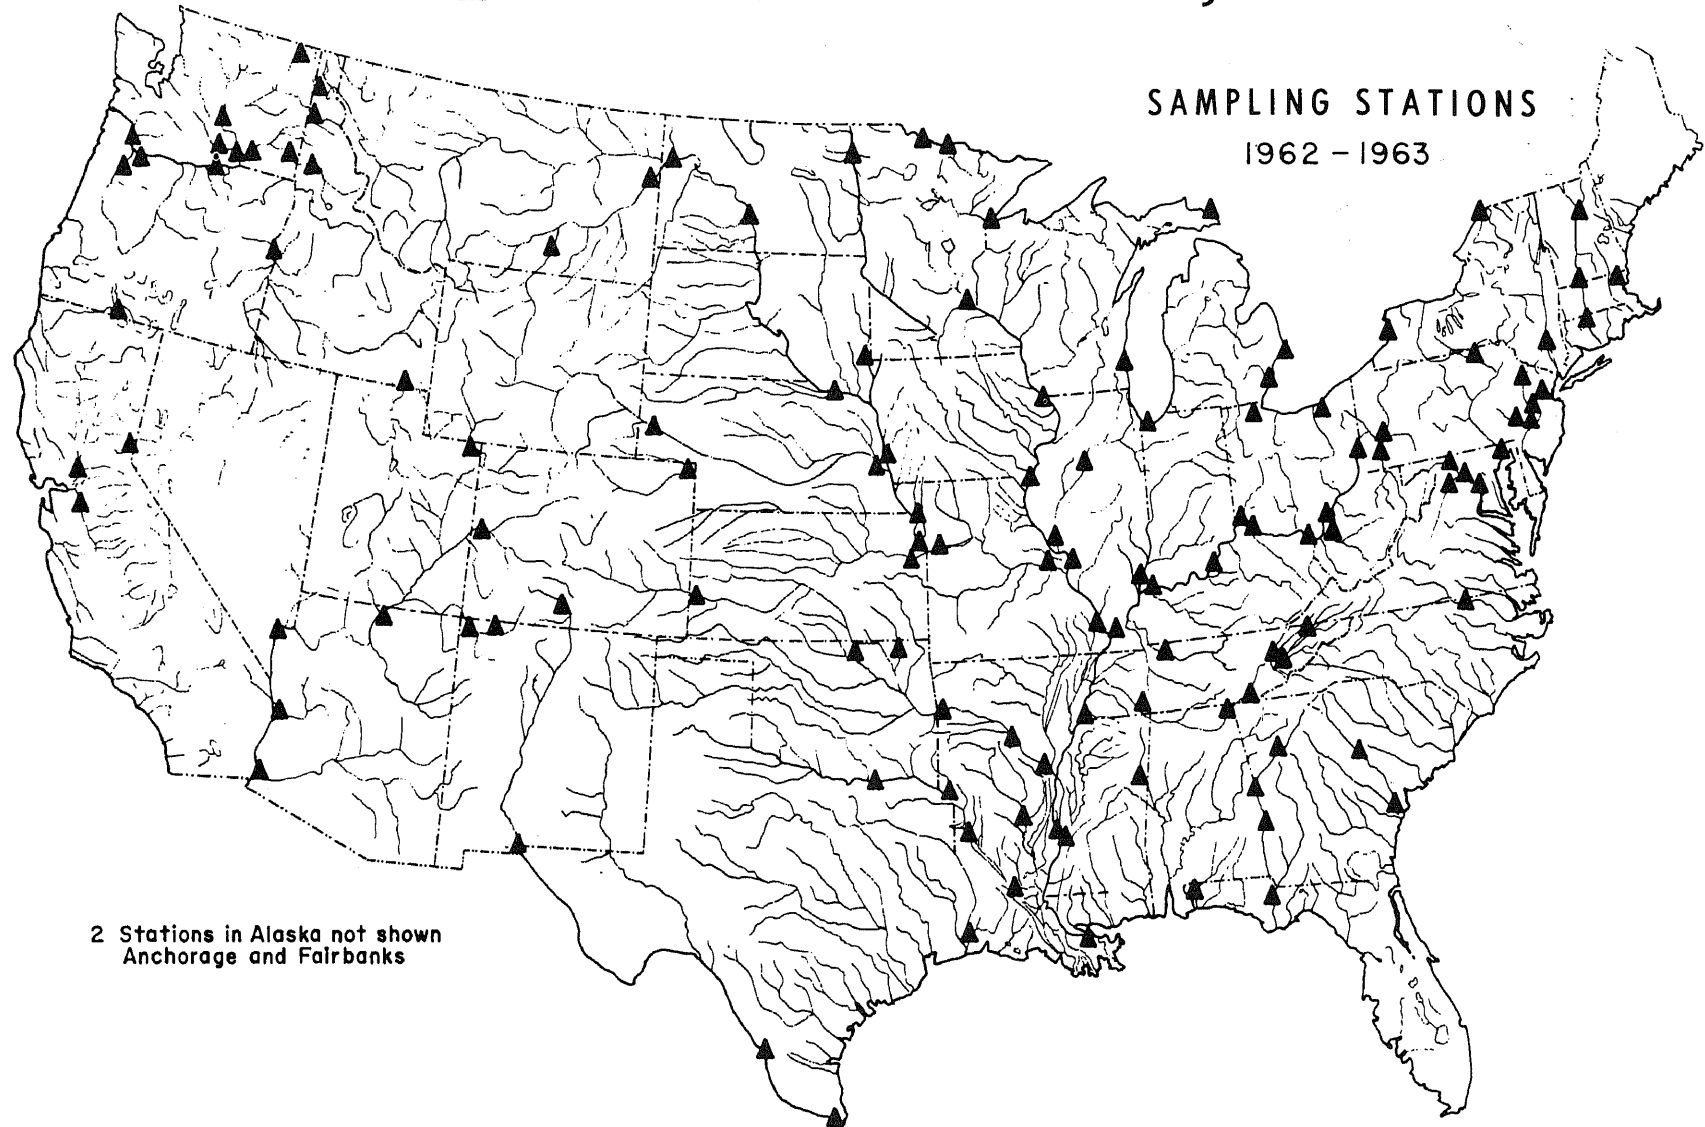 SAMPLING STATIONS
1962 – 1963
2 Stations in Alaska not shown
Anchorage and Fairbanks